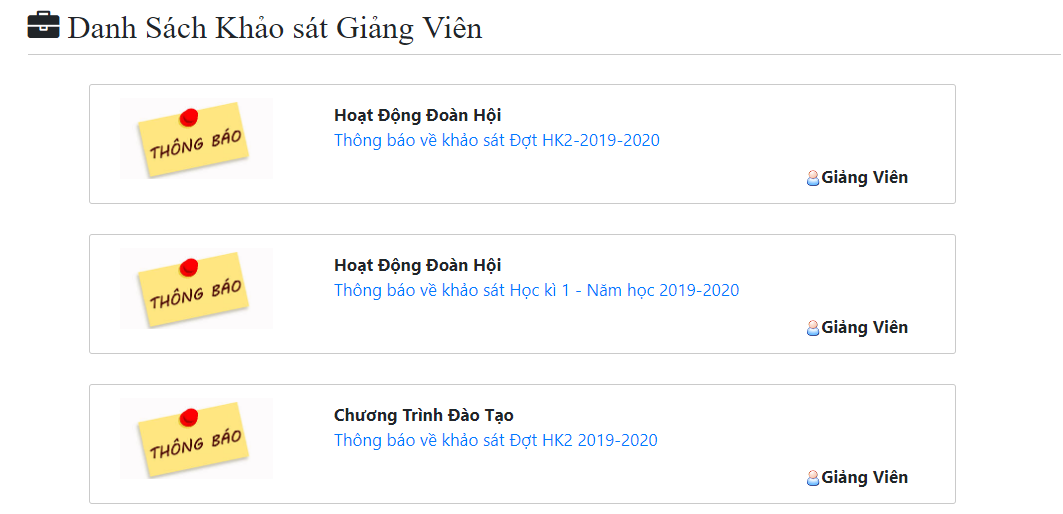 Danh Sách Khảo sát Giảng Viên
THÔNG BÁO
Hoạt Động Đoàn Hội
Thông báo về khảo sát Đợt HK2-2019-2020
Giảng Viên
THÔNG BÁO
Hoạt Động Đoàn Hội
Thông báo về khảo sát Học kì 1 - Năm học 2019-2020
Giảng Viên
THÔNG BÁO
Chương Trình Đào Tạo
Thông báo về khảo sát Đợt HK2 2019-2020
Giảng Viên